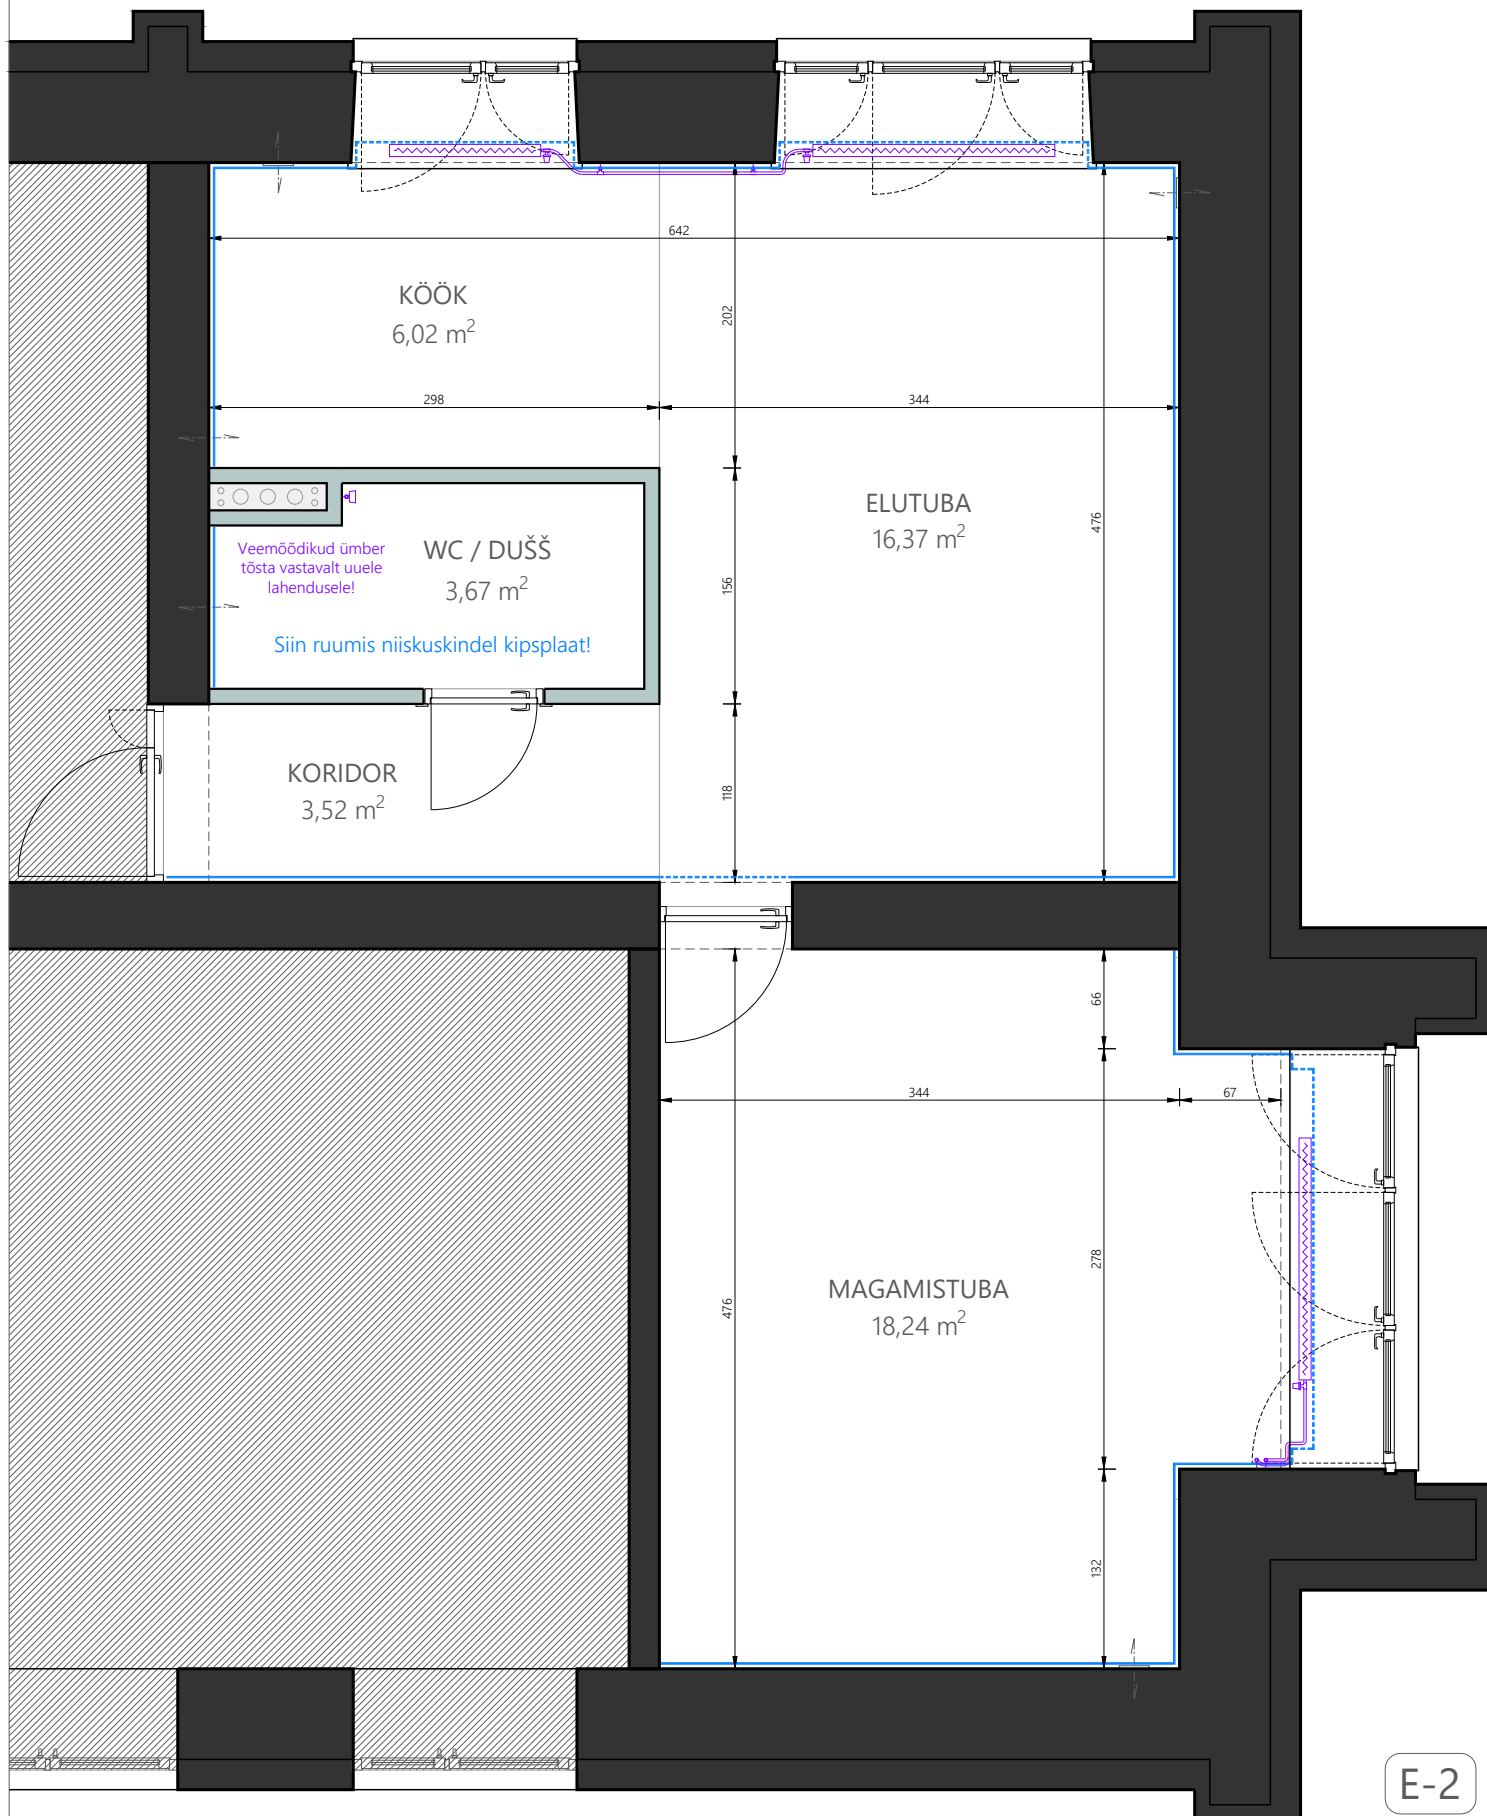 642
KÖÖK
6,02 m²
202
298
344
ELUTUBA
16,37 m²
476
Veemõõdikud ümber
tõsta vastavalt uuele
lahendusele!
WC / DUŠŠ
3,67 m²
156
Siin ruumis niiskuskindel kipsplaat!
KORIDOR
3,52 m²
118
66
344
67
278
MAGAMISTUBA
18,24 m²
476
132
E-2